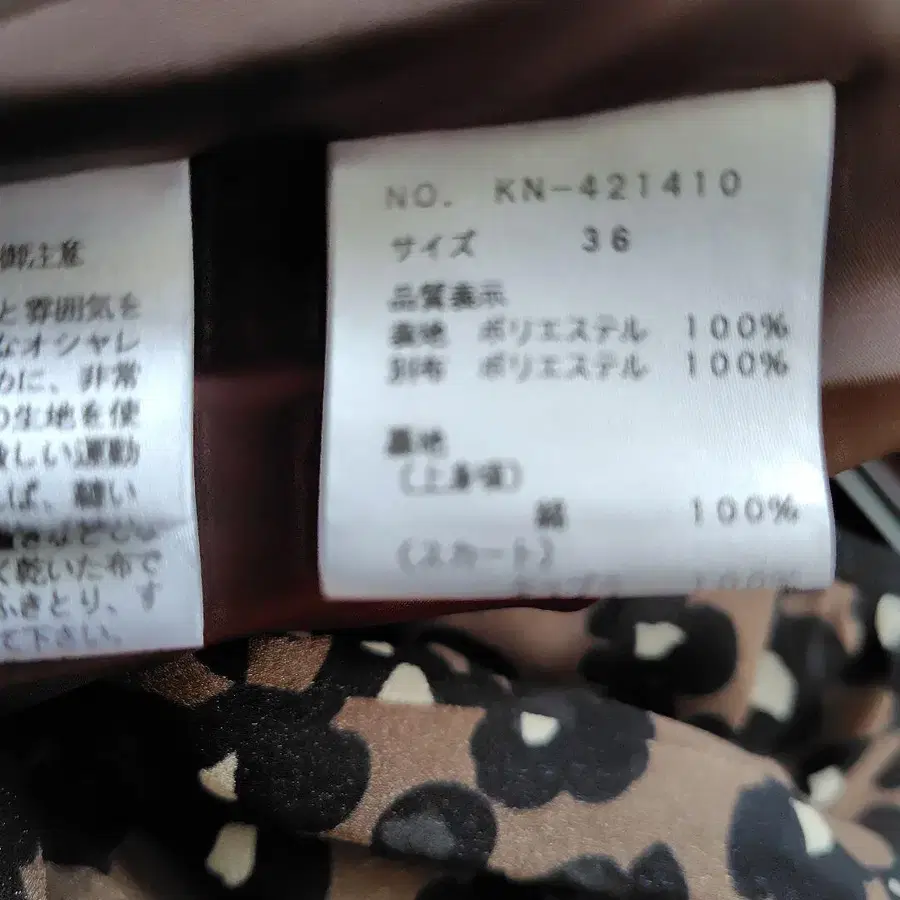 御注意
と雰囲気を
なオシャレ
めに、非常
の生地を使
激しい運動
ば、縫い
く乾いた布で
ふきとり、す
て下さい。
NO. KN-421410
サイズ 36
品質表示
表地 ポリエステル 100%
別布 ポリエステル 100%
裏地
(上身頃)
綿 100%
(スカート)
100%